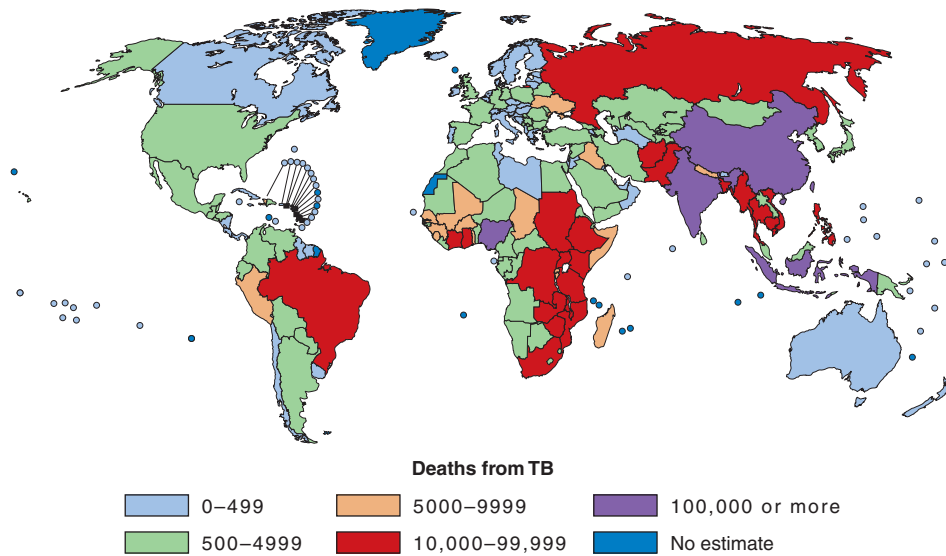 Deaths from TB
0–499
5000–9999
100,000 or more
500–4999
10,000–99,999
No estimate